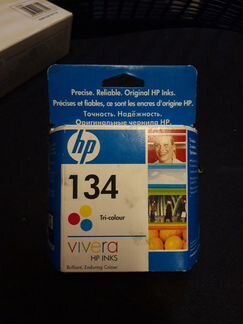 Precise. Reliable. Original HP Inks.
Précises et fiables, ce sont les encres d'origine HP.
Точность. Надёжность.
Оригинальные чернила HP.
hp
134
Tri-colour
vivera
HP INKS
Brilliant, Enduring Colour